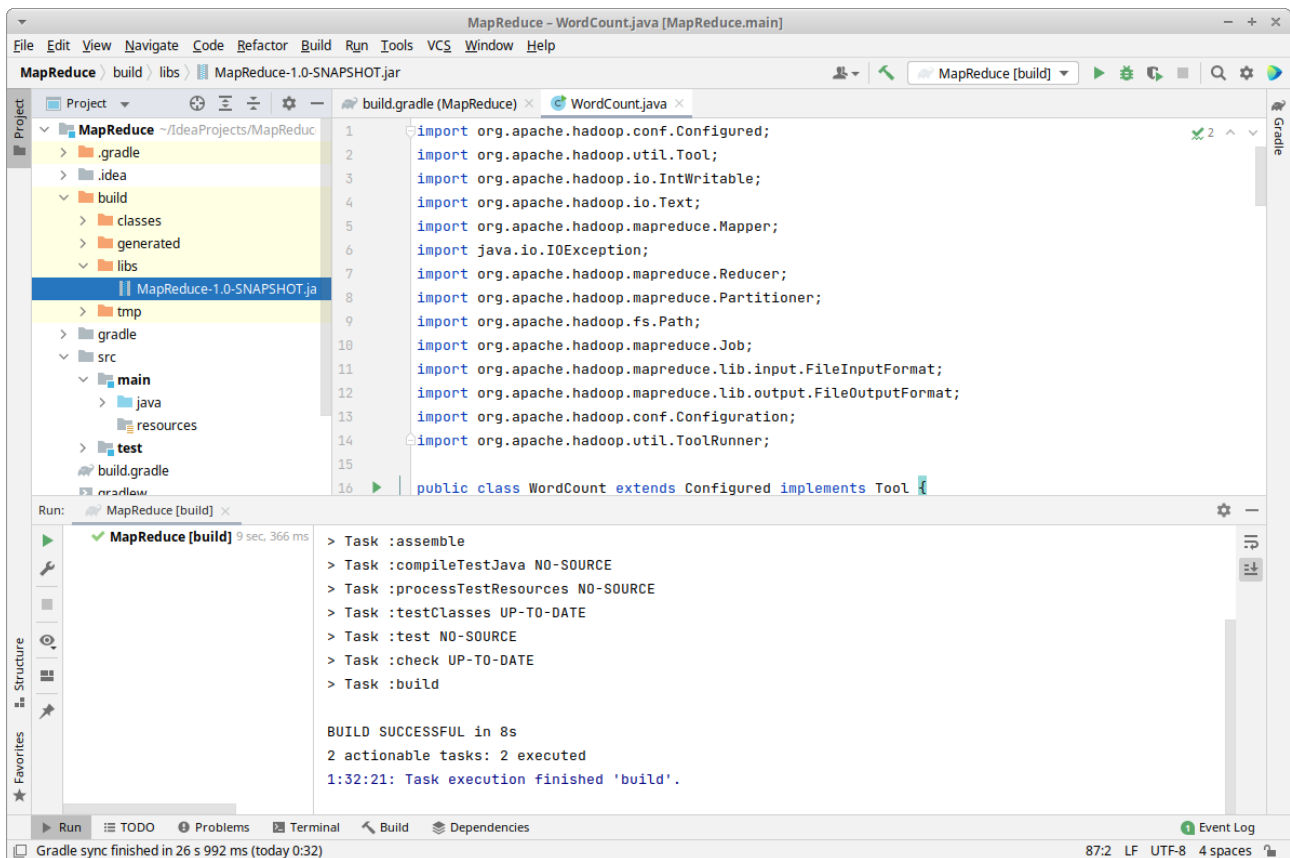 MapReduce – WordCount.java [MapReduce.main]
File Edit View Navigate Code Refactor Build Run Tools VCS Window Help
MapReduce build libs MapReduce-1.0-SNAPSHOT.jar MapReduce [build]
Project
Project
build.gradle (MapReduce)
WordCount.java
MapReduce ~/IdeaProjects/MapReduc
.gradle
.idea
build
classes
generated
libs
MapReduce-1.0-SNAPSHOT.ja
tmp
gradle
src
main
java
resources
test
build.gradle
gradlew
1 import org.apache.hadoop.conf.Configured;
2 import org.apache.hadoop.util.Tool;
3 import org.apache.hadoop.io.IntWritable;
4 import org.apache.hadoop.io.Text;
5 import org.apache.hadoop.mapreduce.Mapper;
6 import java.io.IOException;
7 import org.apache.hadoop.mapreduce.Reducer;
8 import org.apache.hadoop.mapreduce.Partitioner;
9 import org.apache.hadoop.fs.Path;
10 import org.apache.hadoop.mapreduce.Job;
11 import org.apache.hadoop.mapreduce.lib.input.FileInputFormat;
12 import org.apache.hadoop.mapreduce.lib.output.FileOutputFormat;
13 import org.apache.hadoop.conf.Configuration;
14 import org.apache.hadoop.util.ToolRunner;
15
16 public class WordCount extends Configured implements Tool {
2
Gradle
Run: MapReduce [build]
MapReduce [build] 9 sec, 366 ms
> Task :assemble
> Task :compileTestJava NO-SOURCE
> Task :processTestResources NO-SOURCE
> Task :testClasses UP-TO-DATE
> Task :test NO-SOURCE
> Task :check UP-TO-DATE
> Task :build
BUILD SUCCESSFUL in 8s
2 actionable tasks: 2 executed
1:32:21: Task execution finished 'build'.
Structure
Favorites
Run TODO Problems Terminal Build Dependencies 1 Event Log
Gradle sync finished in 26 s 992 ms (today 0:32) 87:2 LF UTF-8 4 spaces